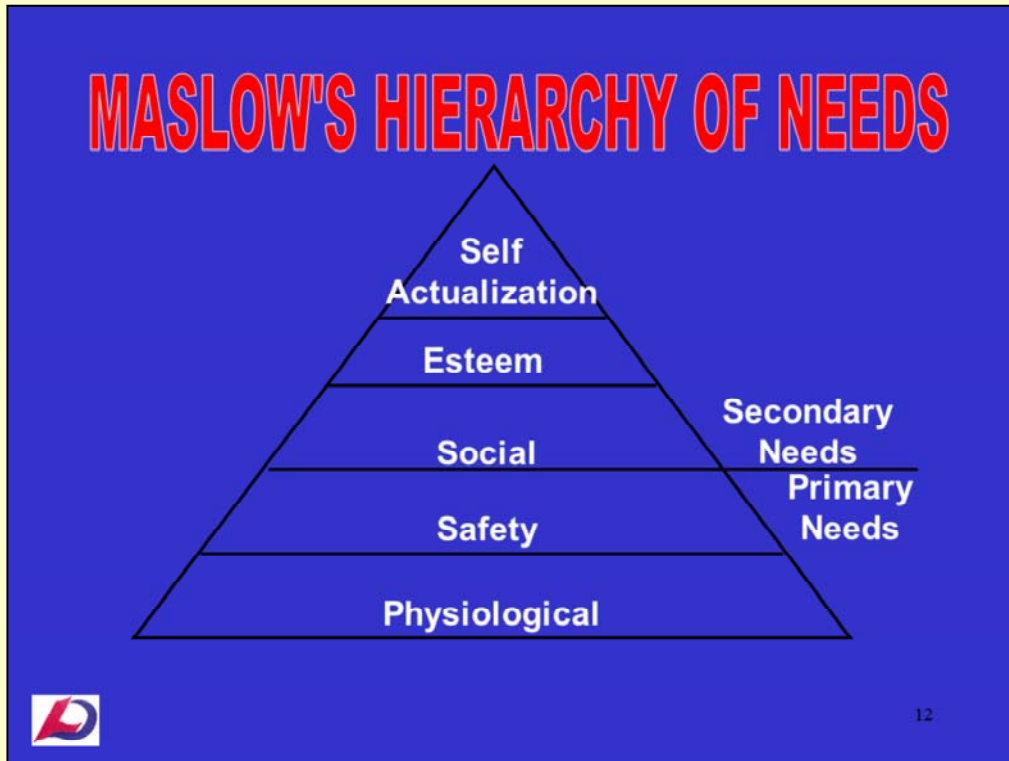 MASLOW'S HIERARCHY OF NEEDS
Self
Actualization
Esteem
Secondary
Needs
Social
Primary
Needs
Safety
Physiological
12